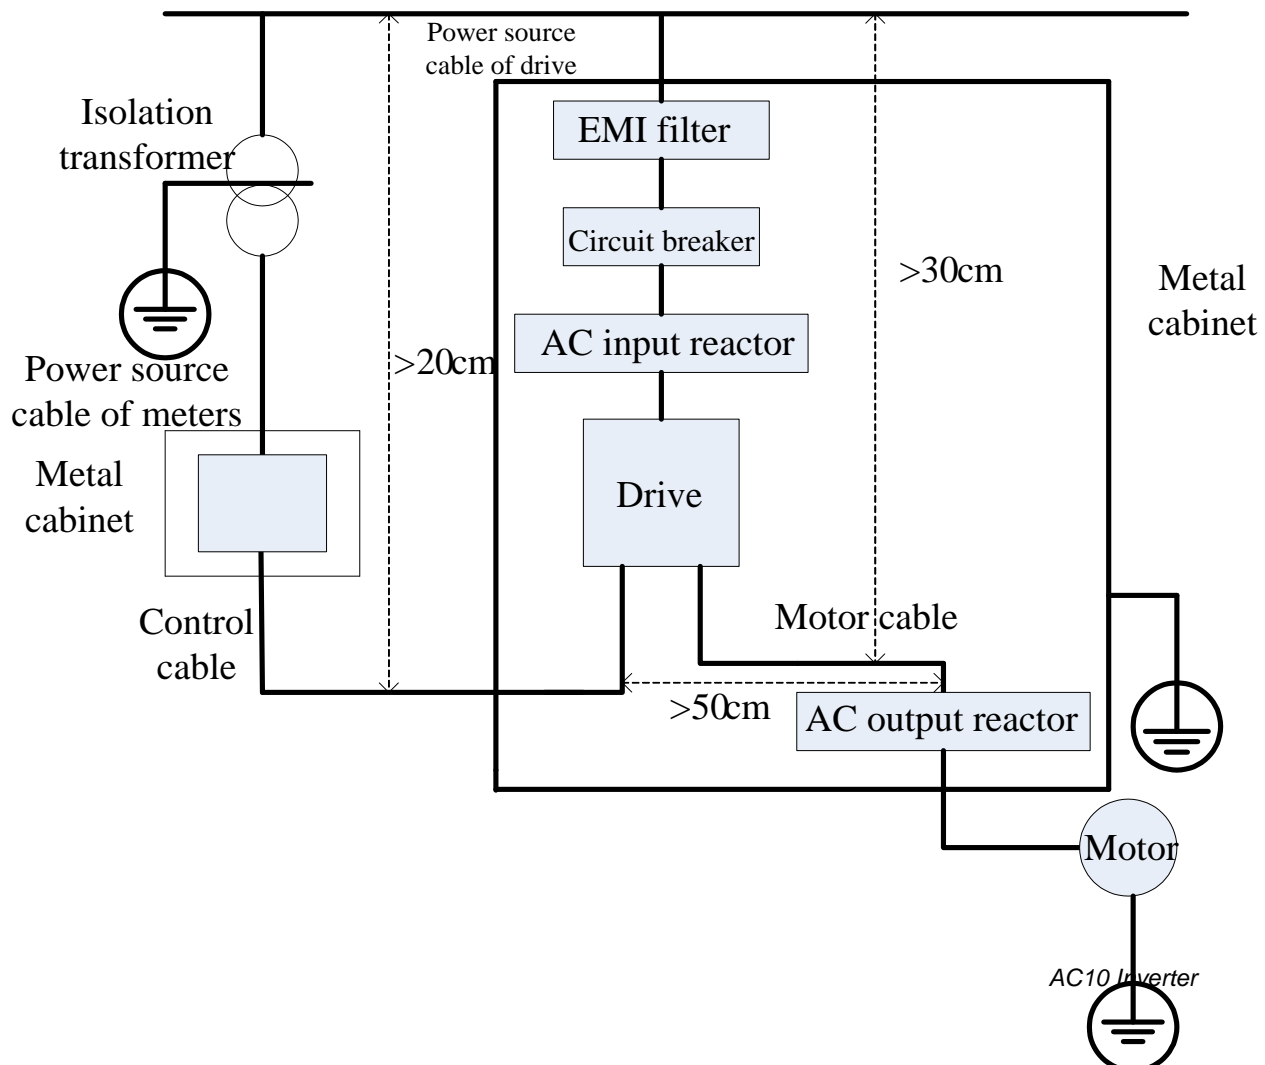 Power source
cable of drive
Isolation
transformer
EMI filter
Circuit breaker
>30cm
Metal
cabinet
AC input reactor
>20cm
Power source
cable of meters
Metal
cabinet
Drive
Control
cable
Motor cable
>50cm
AC output reactor
Motor
AC10 Inverter